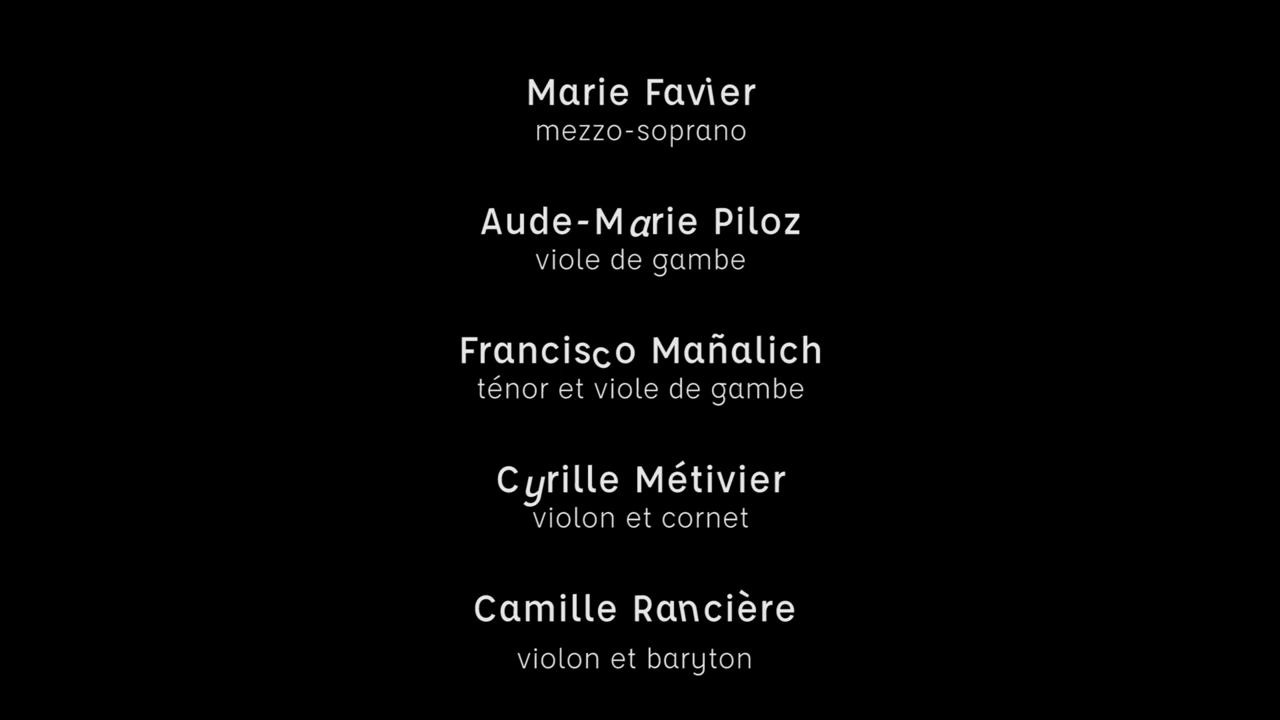 Marie Favier
mezzo-soprano
Aude-Marie Piloz
viole de gambe
Francisco Mañalich
ténor et viole de gambe
Cyrille Métivier
violon et cornet
Camille Rancière
violon et baryton